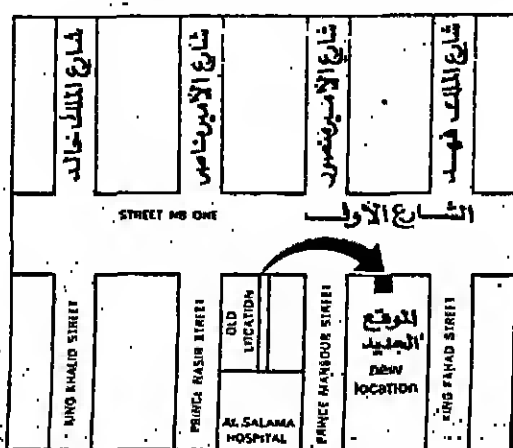 شارع الملك خالد
شارع الأمير ناصر
شارع الأمير منصور
شارع الملك فهد
STREET NB ONE
الشارع الأول
KING KHALID STREET
PRINCE NASIR STREET
OLD
LOCATION
AL SALAMA
HOSPITAL
PRINCE MANSOUR STREET
الموقع
الجديد
new
location
KING FAHAD STREET